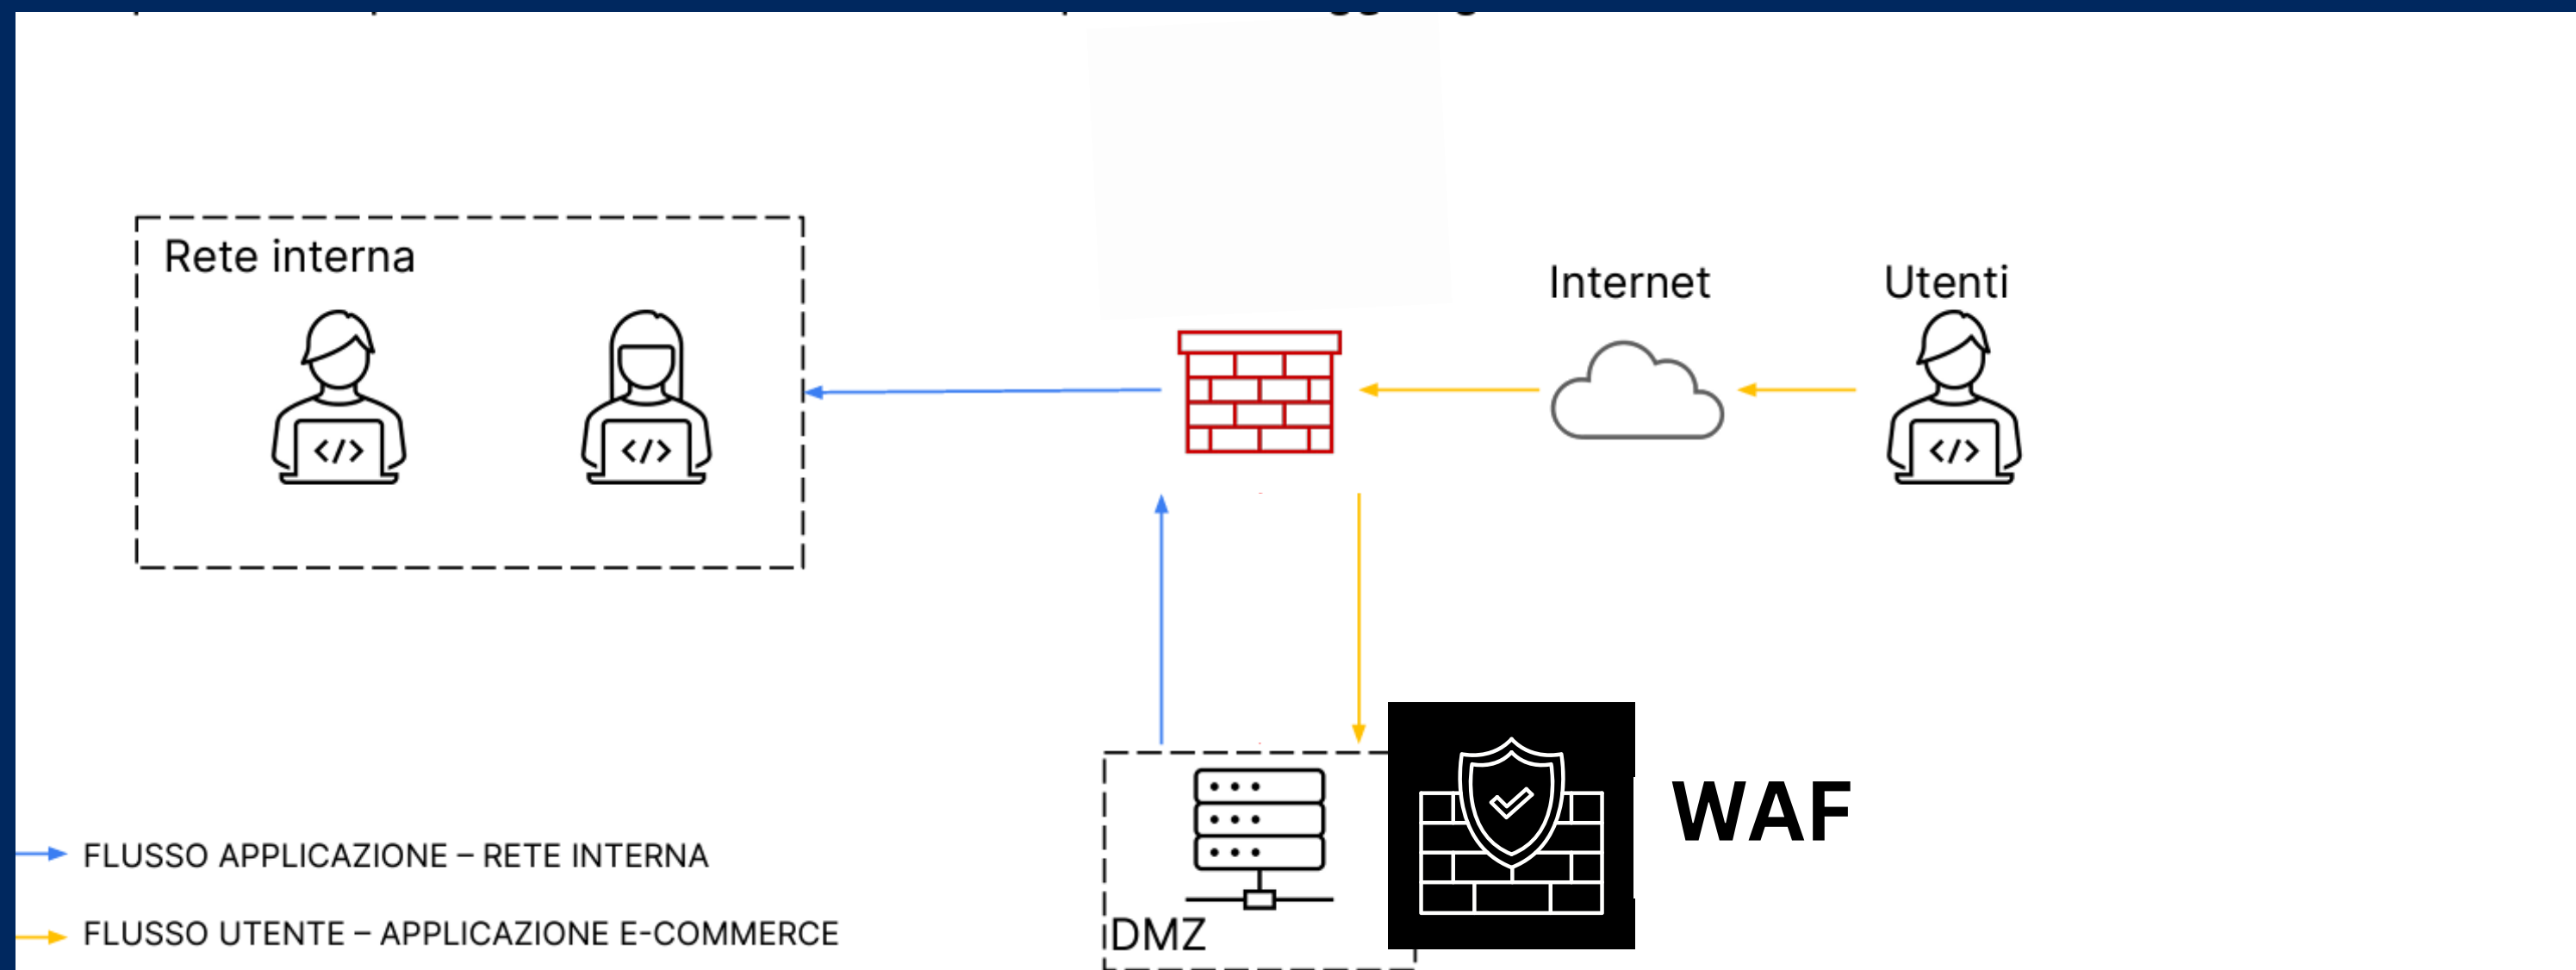 Rete interna
Internet
Utenti
</>
</>
</>
WAF
FLUSSO APPLICAZIONE – RETE INTERNA
FLUSSO UTENTE – APPLICAZIONE E-COMMERCE
DMZ